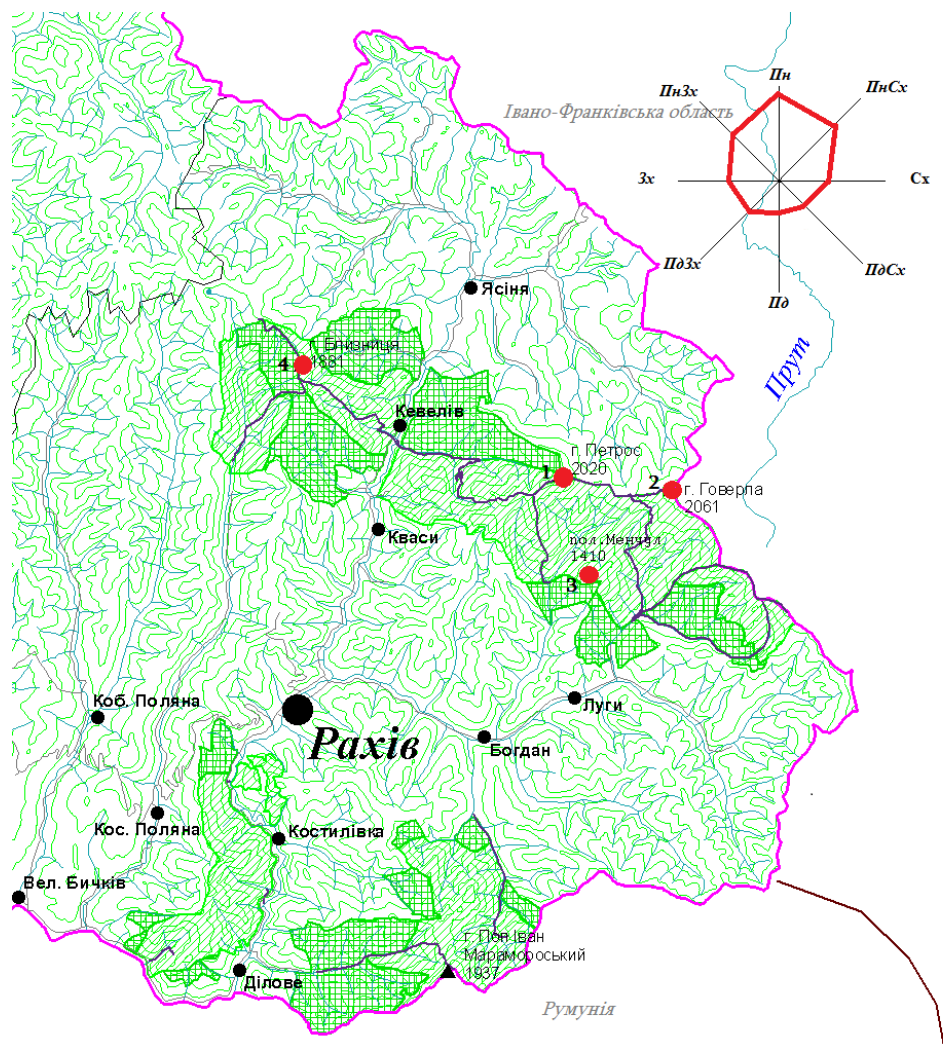 Пн
ПнЗх
ПнСх
Івано-Франківська область
Зх
Сх
ПдЗх
ПдСх
Пд
Ясіня
Прут
г. Близниця
4
1881
Кевелів
г. Петрос
1
2020
2
г. Говерла
2061
Кваси
пол. Менчул
1410
3
Коб. Поляна
Луги
Рахів
Богдан
Кос. Поляна
Костилівка
Вел. Бичків
г. Поп Іван
Марамороський
1937
Ділове
Румунія